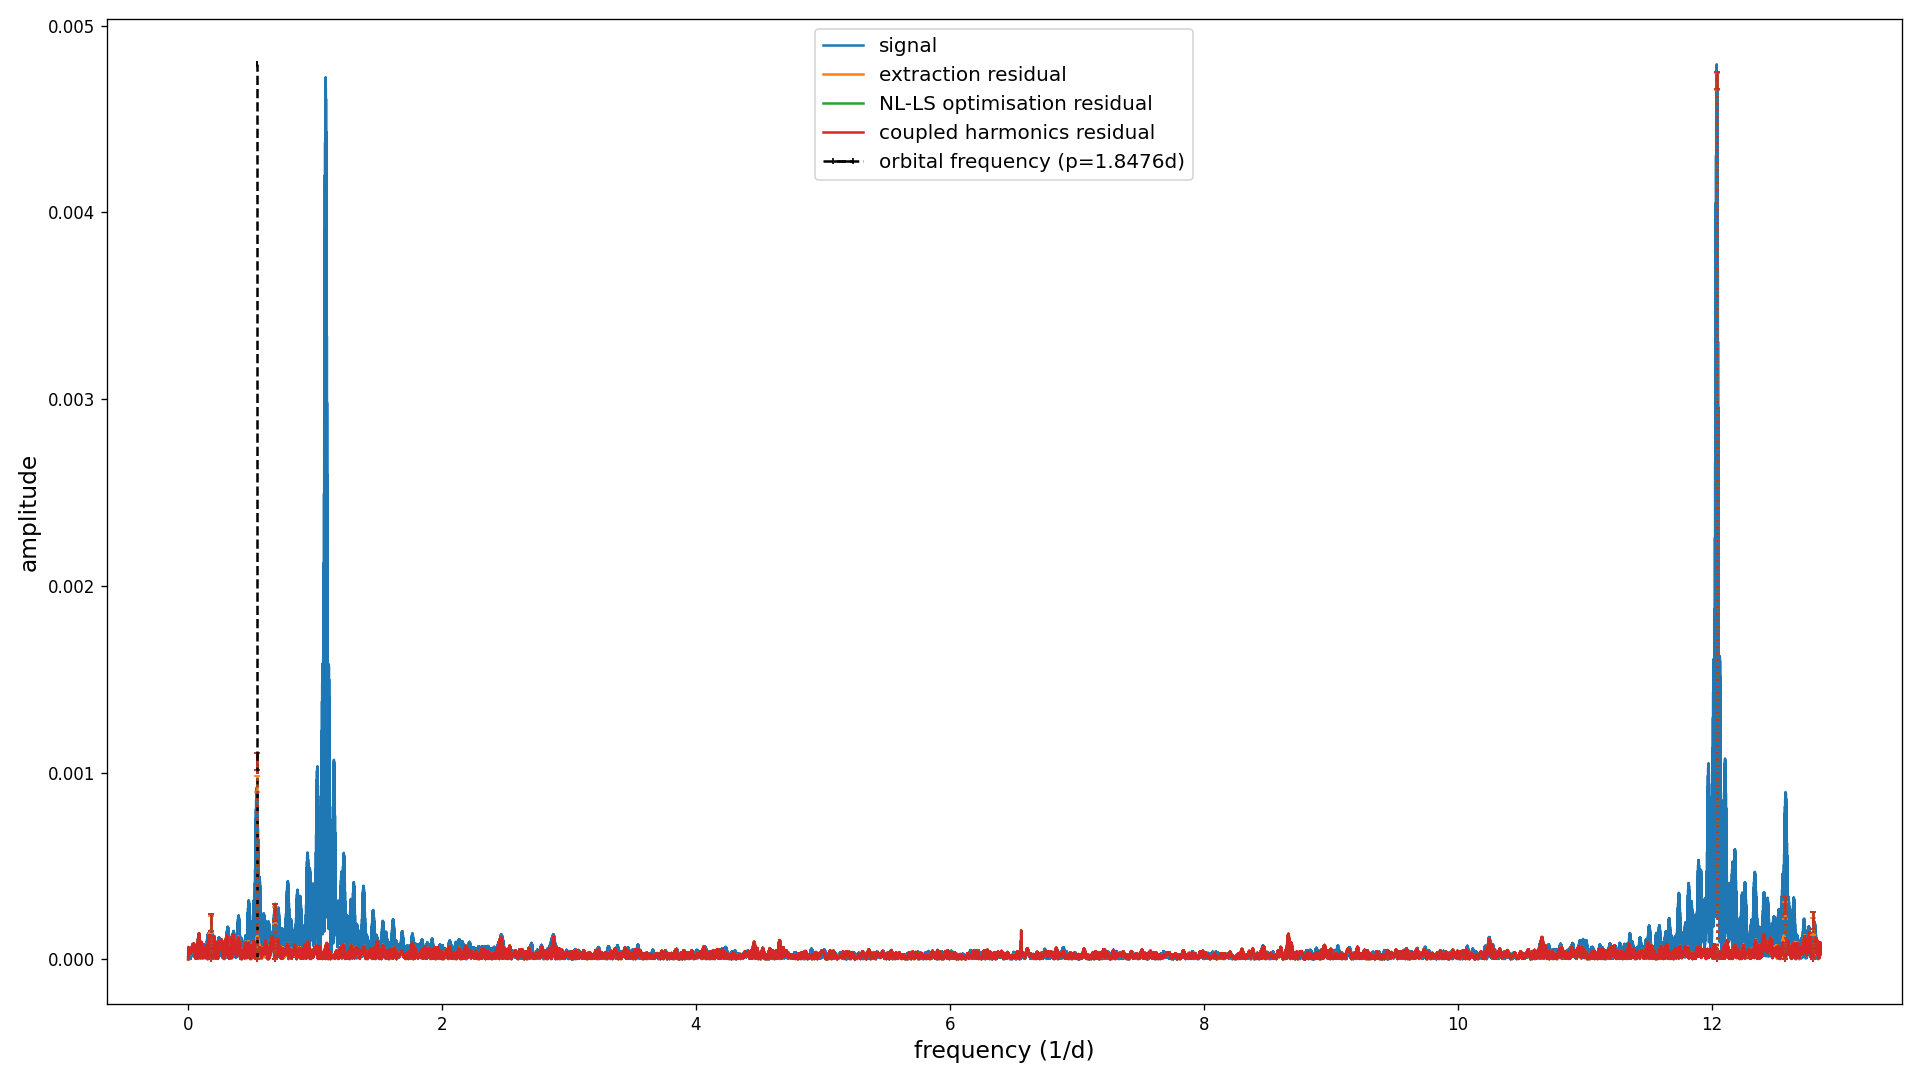 0.005
0.004
0.003
0.002
0.001
0.000
amplitude
signal
extraction residual
NL-LS optimisation residual
coupled harmonics residual
orbital frequency (p=1.8476d)
0 2 4 6 8 10 12
frequency (1/d)